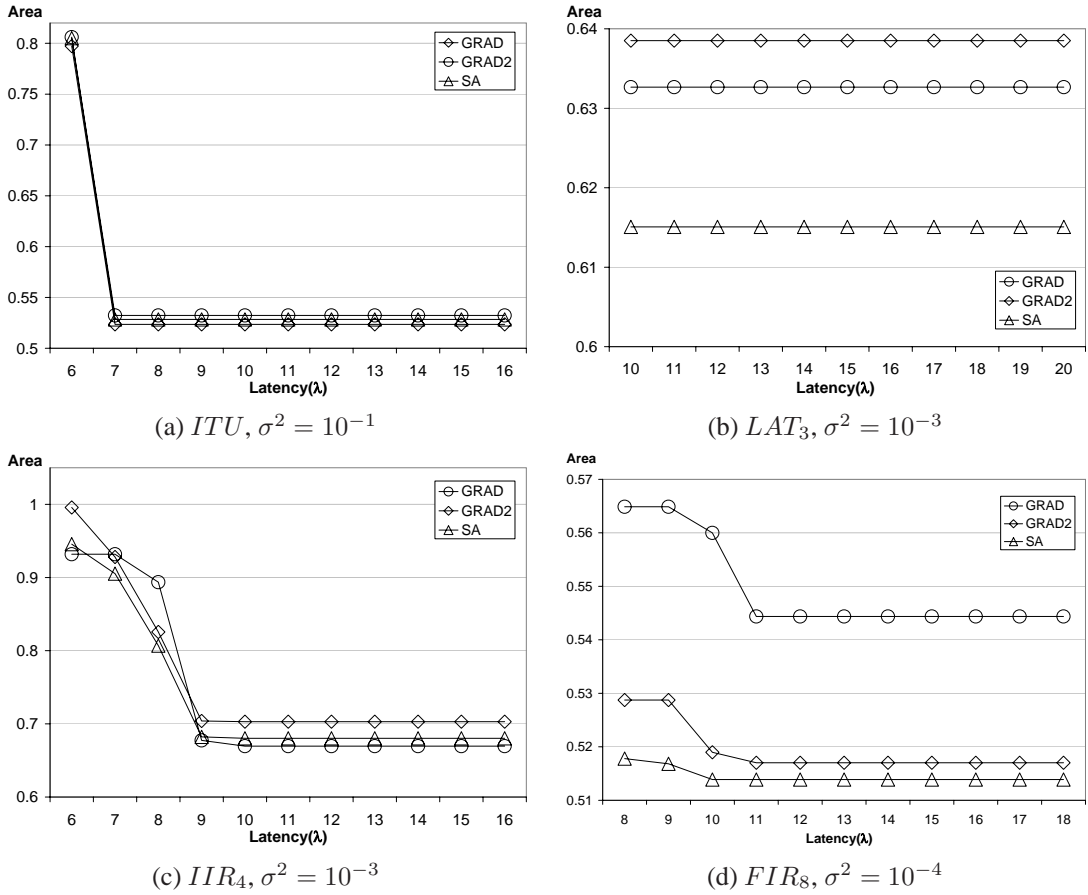 Area
0.8
0.75
0.7
0.65
0.6
0.55
0.5
6 7 8 9 10 11 12 13 14 15 16
Latency(λ)
GRAD
GRAD2
SA
(a) ITU, σ² = 10⁻¹
Area
0.64
0.63
0.62
0.61
0.6
10 11 12 13 14 15 16 17 18 19 20
Latency(λ)
GRAD
GRAD2
SA
(b) LAT₃, σ² = 10⁻³
Area
1
0.9
0.8
0.7
0.6
6 7 8 9 10 11 12 13 14 15 16
Latency(λ)
GRAD
GRAD2
SA
(c) IIR₄, σ² = 10⁻³
Area
0.57
0.56
0.55
0.54
0.53
0.52
0.51
8 9 10 11 12 13 14 15 16 17 18
Latency(λ)
GRAD
GRAD2
SA
(d) FIR₈, σ² = 10⁻⁴